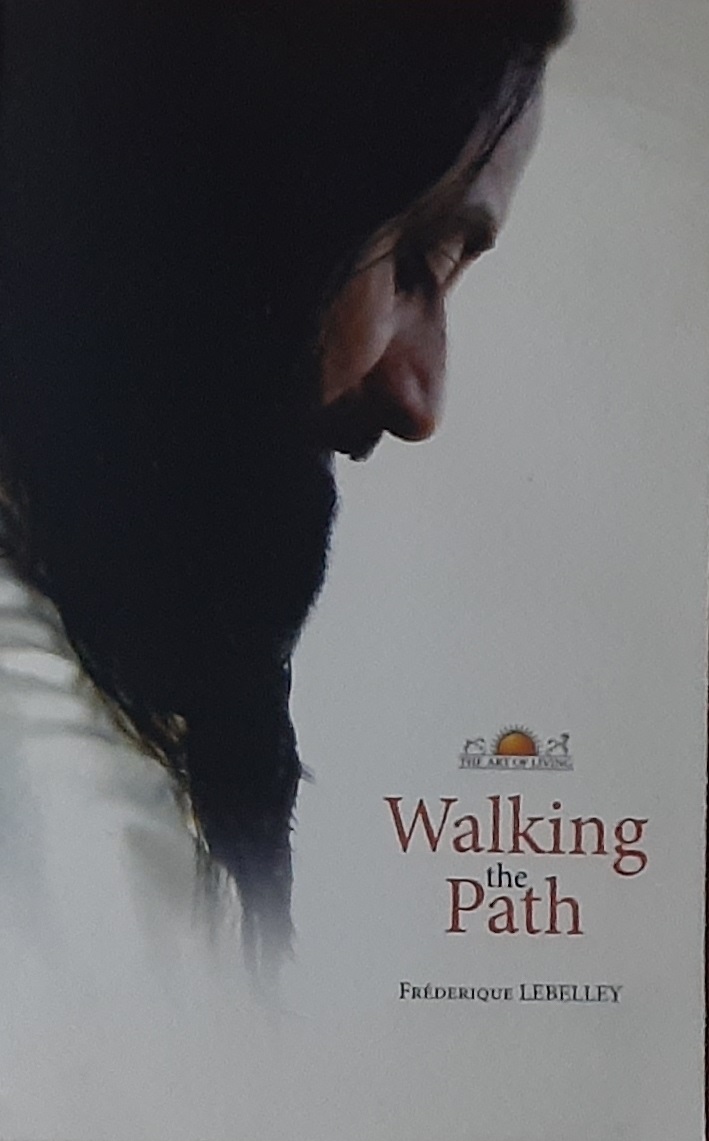 THE ART OF LIVING
Walking
the
Path
FRÉDERIQUE LEBELLEY